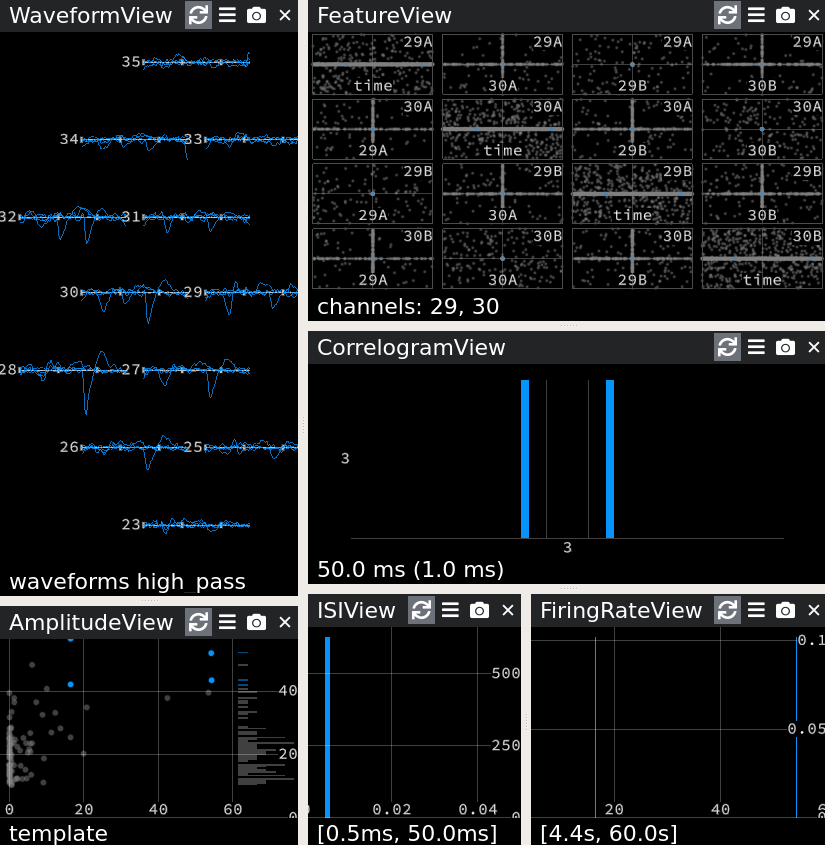 WaveformView
35
34 33
32 31
30 29
28 27
26 25
23
waveforms high_pass
FeatureView
29A 29A 29A 29A
time 30A 29B 30B
30A 30A 30A 30A
29A time 29B 30B
29B 29B 29B 29B
29A 30A time 30B
30B 30B 30B 30B
29A 30A 29B time
channels: 29, 30
CorrelogramView
3
3
50.0 ms (1.0 ms)
AmplitudeView
40
20
0 20 40 60 0
template
ISIView
500
250
0.02 0.04 0
[0.5ms, 50.0ms]
FiringRateView
0.1
0.05
20 40
[4.4s, 60.0s]